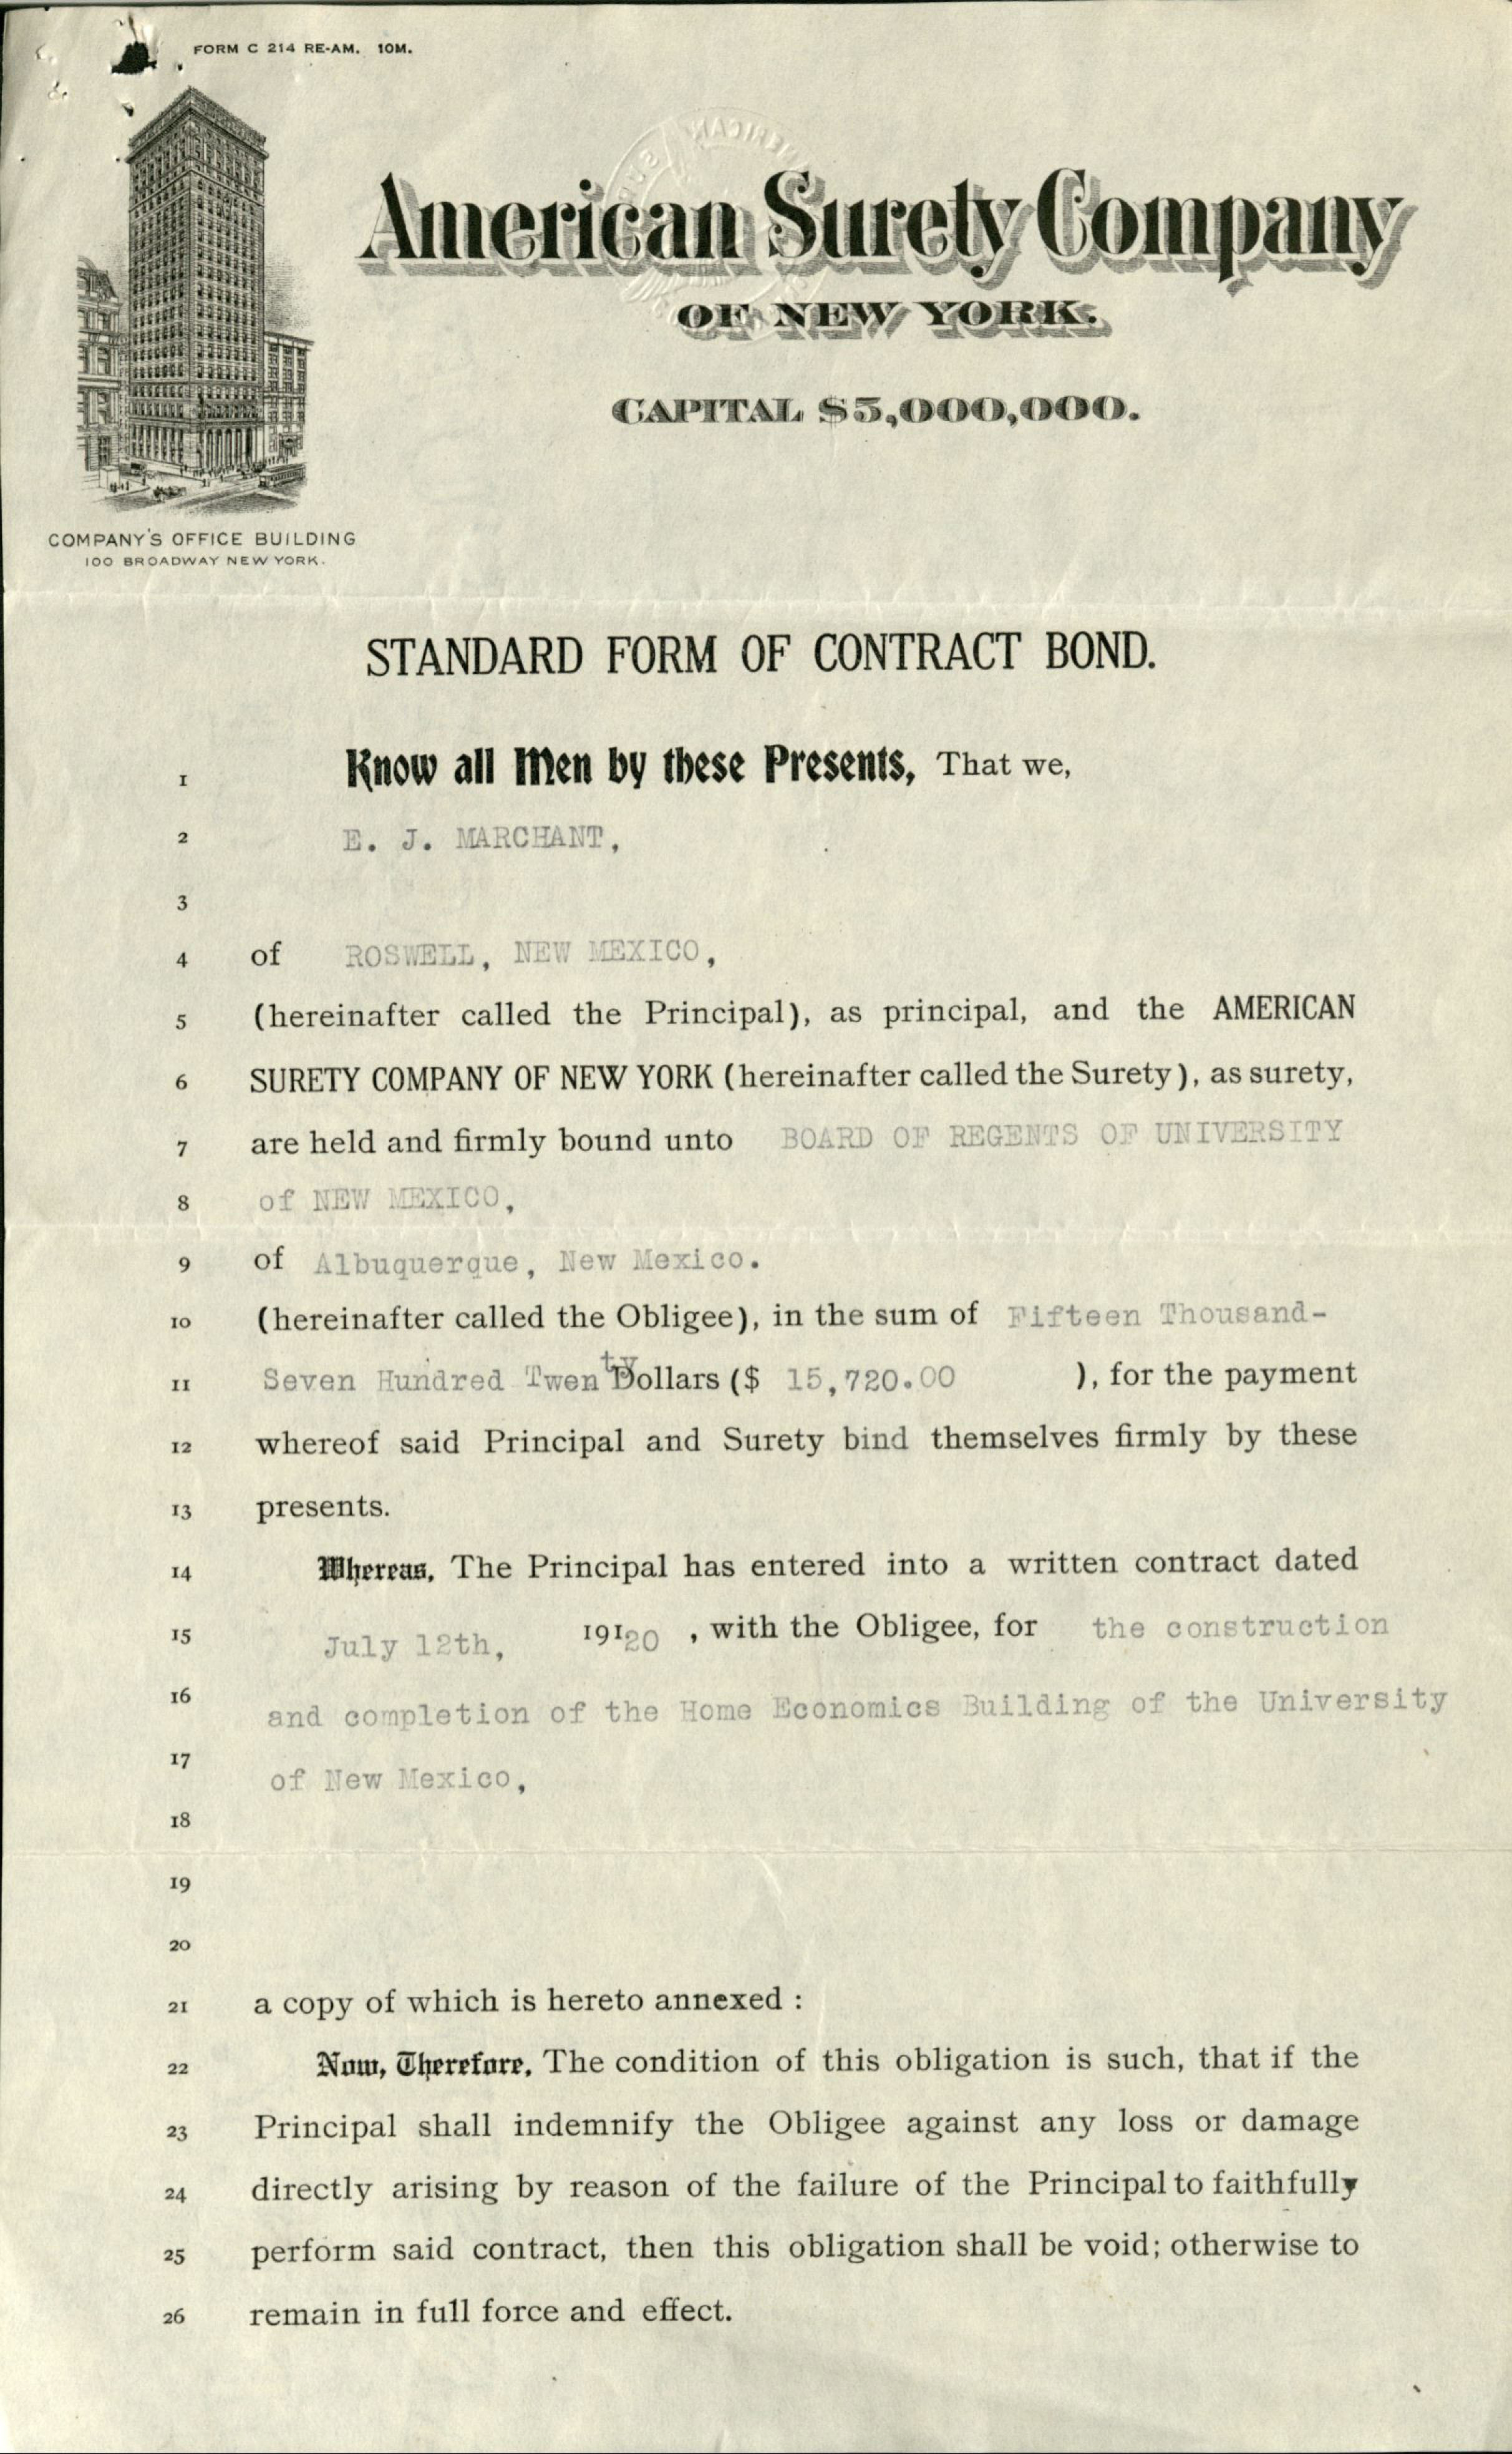 FORM C 214 RE-AM. 10M.
American Surety Company
OF NEW YORK.
CAPITAL $5,000,000.
COMPANY'S OFFICE BUILDING
100 BROADWAY NEW YORK.
STANDARD FORM OF CONTRACT BOND.
1 Know all Men by these Presents, That we,
2 E. J. MARCHANT,
3
4 of ROSWELL, NEW MEXICO,
5 (hereinafter called the Principal), as principal, and the AMERICAN
6 SURETY COMPANY OF NEW YORK (hereinafter called the Surety), as surety,
7 are held and firmly bound unto BOARD OF REGENTS OF UNIVERSITY
8 of NEW MEXICO,
9 of Albuquerque, New Mexico.
10 (hereinafter called the Obligee), in the sum of Fifteen Thousand-
11 Seven Hundred Twenty Dollars ($ 15,720.00 ), for the payment
12 whereof said Principal and Surety bind themselves firmly by these
13 presents.
14 Whereas, The Principal has entered into a written contract dated
15 July 12th, 19120 , with the Obligee, for the construction
16 and completion of the Home Economics Building of the University
17 of New Mexico,
18
19
20
21 a copy of which is hereto annexed :
22 Now, Therefore, The condition of this obligation is such, that if the
23 Principal shall indemnify the Obligee against any loss or damage
24 directly arising by reason of the failure of the Principal to faithfully
25 perform said contract, then this obligation shall be void; otherwise to
26 remain in full force and effect.